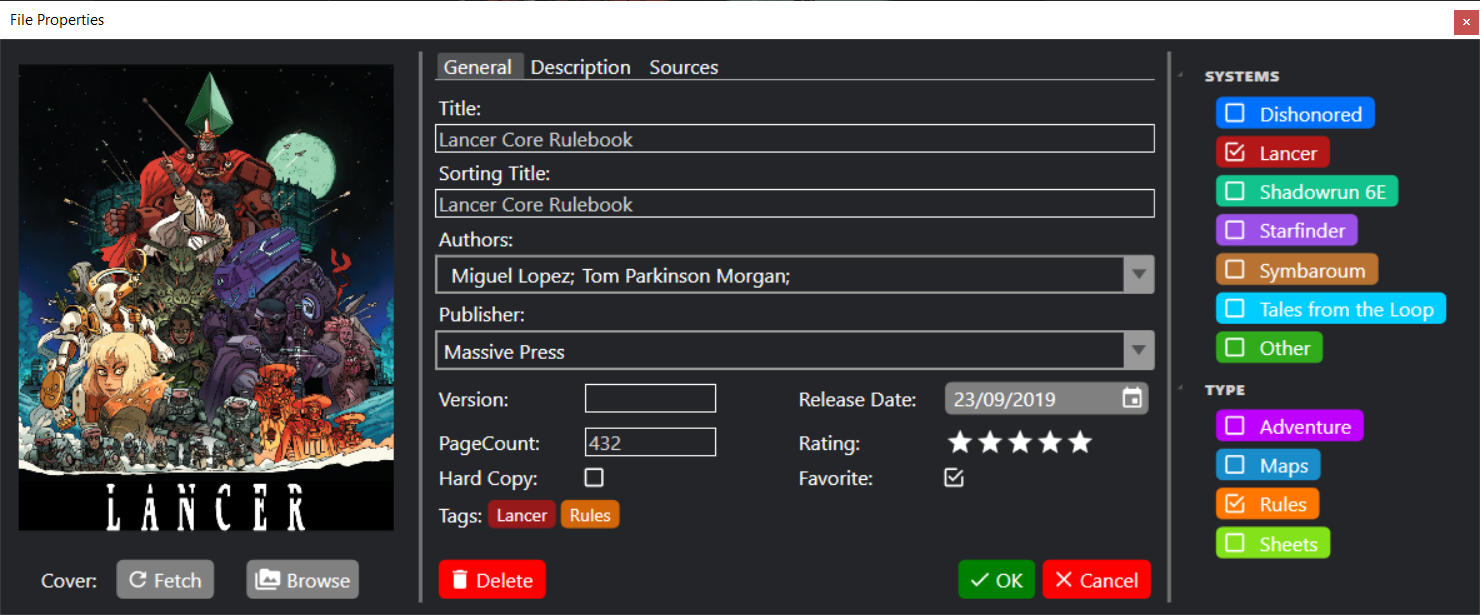 File Properties
LANCER
Cover: Fetch Browse
General Description Sources
Title:
Lancer Core Rulebook
Sorting Title:
Lancer Core Rulebook
Authors:
Miguel Lopez; Tom Parkinson Morgan;
Publisher:
Massive Press
Version: Release Date: 23/09/2019
PageCount: 432 Rating:
Hard Copy: Favorite:
Tags: Lancer Rules
Delete OK Cancel
SYSTEMS
Dishonored
Lancer
Shadowrun 6E
Starfinder
Symbaroum
Tales from the Loop
Other
TYPE
Adventure
Maps
Rules
Sheets